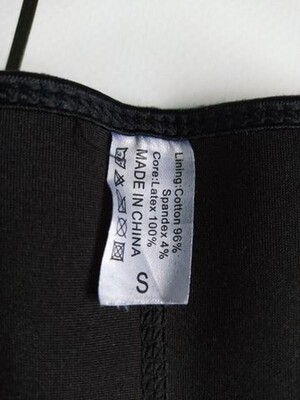 Lining:Cotton 96%
Spandex 4%
Core:Latex 100%
MADE IN CHINA
S